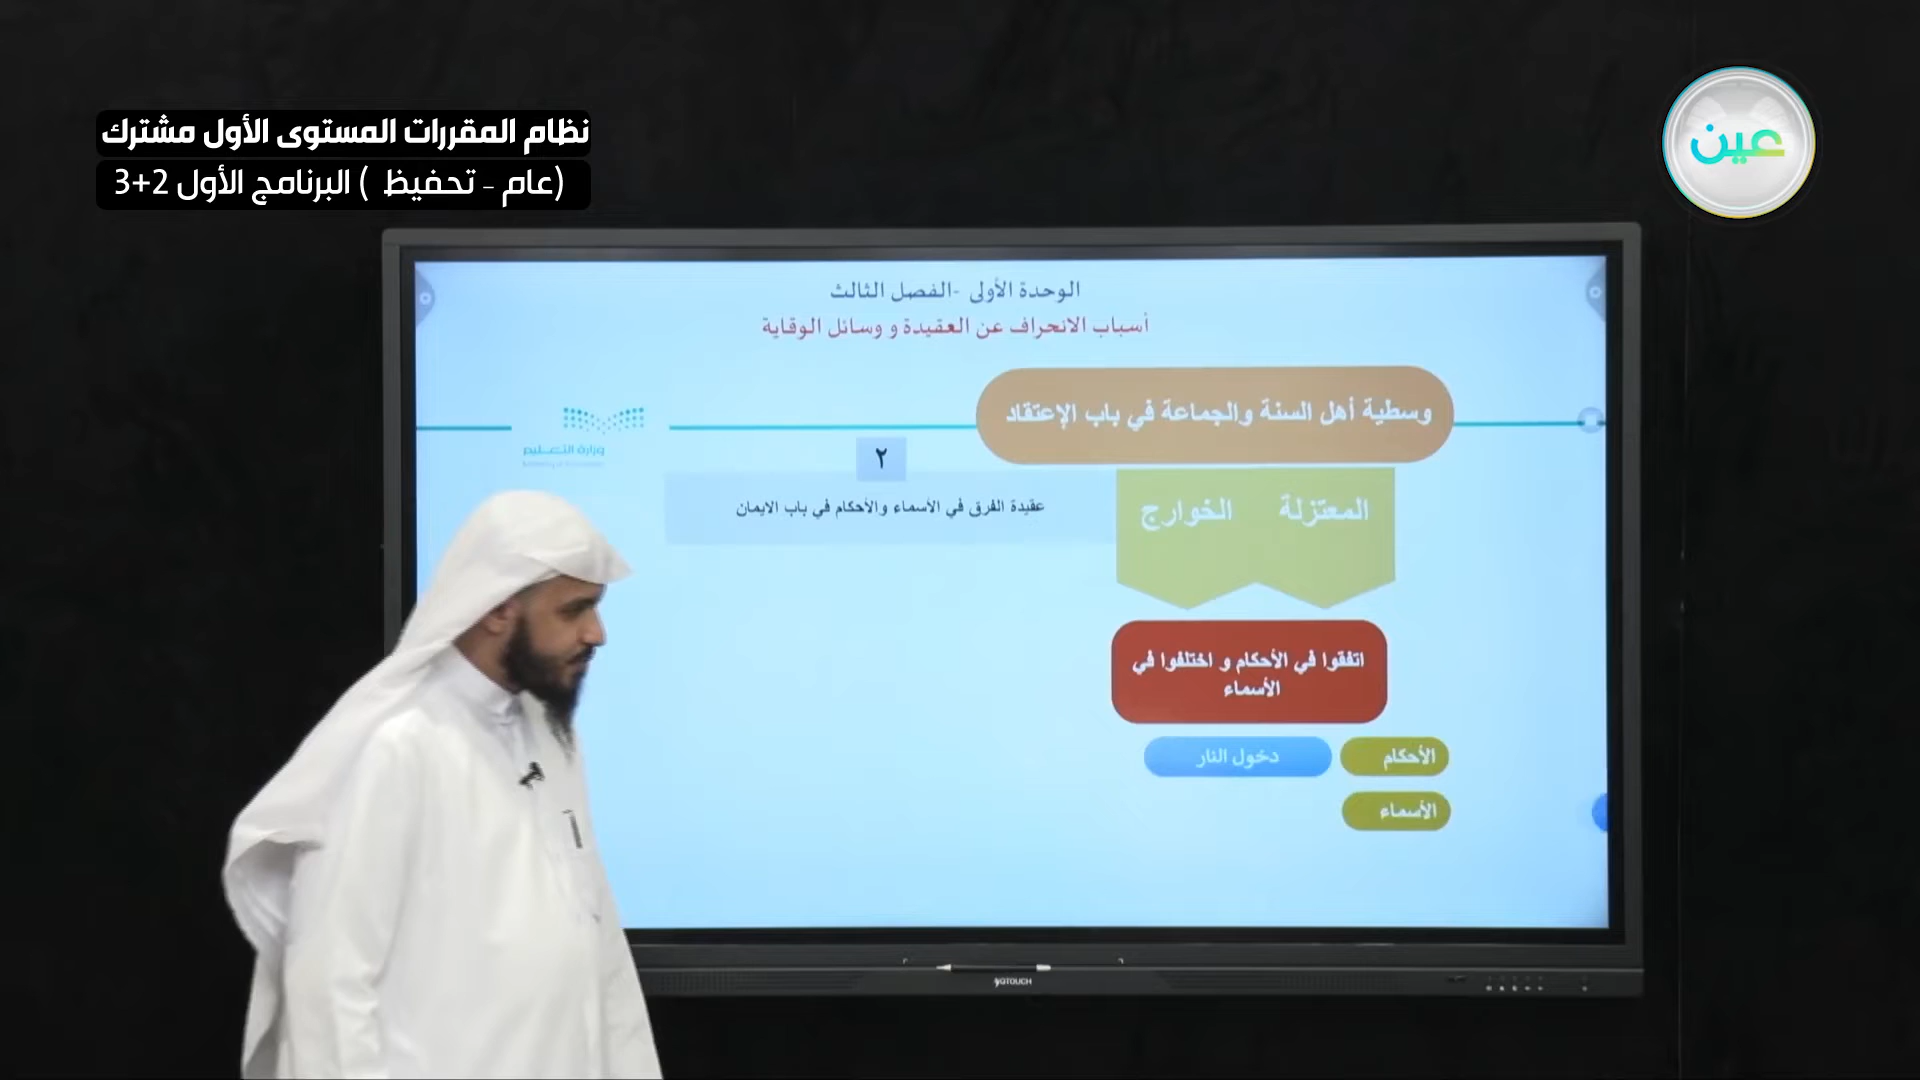 نظام المقررات المستوى الأول مشترك
(عام - تحفيظ ) البرنامج الأول 2+3
عين
الوحدة الأولى -الفصل الثالث
أسباب الانحراف عن العقيدة و وسائل الوقاية
وسطية أهل السنة والجماعة في باب الإعتقاد
وزارة التعليم
٢
عقيدة الفرق في الأسماء والأحكام في باب الايمان
المعتزلة الخوارج
اتفقوا في الأحكام و اختلفوا في
الأسماء
الأحكام دخول النار
الأسماء